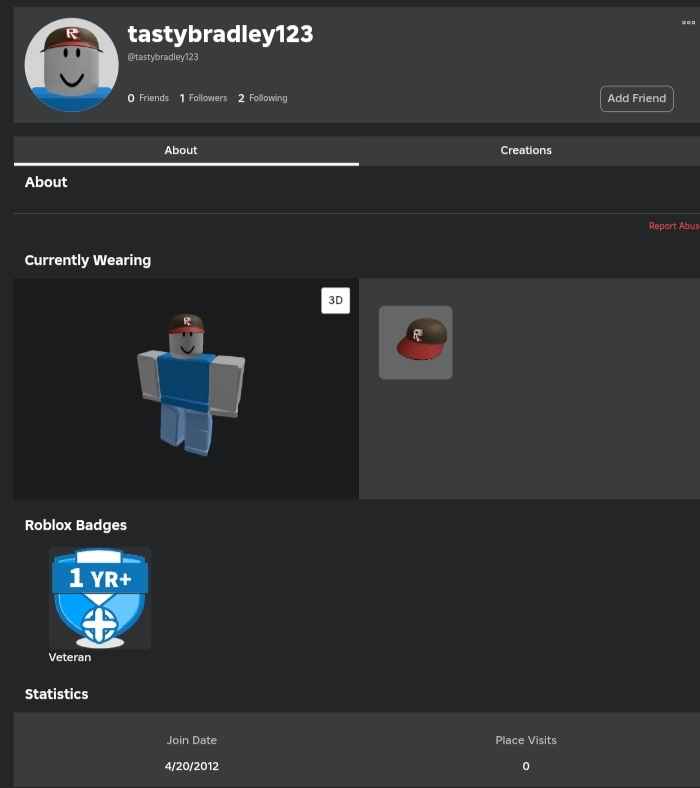 tastybradley123
@tastybradley123
0 Friends 1 Followers 2 Following
Add Friend
About Creations
About
Report Abus
Currently Wearing
3D
R
R
R
Roblox Badges
1 YR+
Veteran
Statistics
Join Date Place Visits
4/20/2012 0